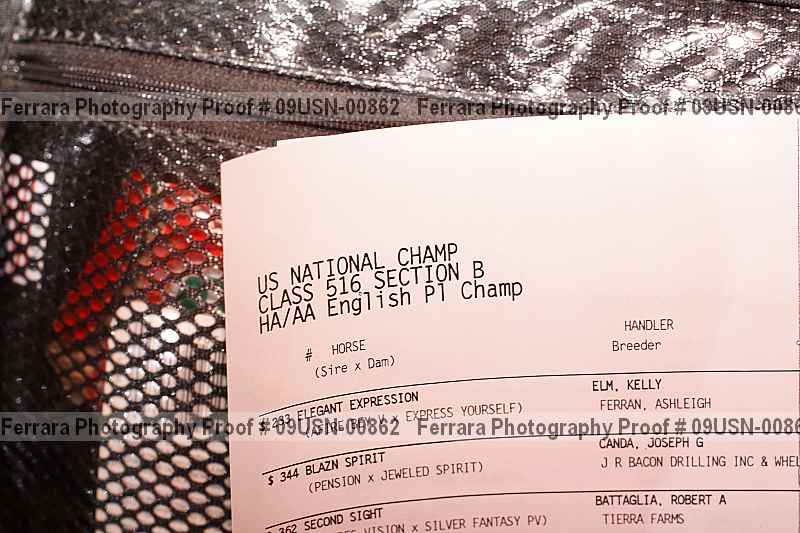 Ferrara Photography Proof # 09USN-00862 Ferrara Photography Proof # 09USN-0086
US NATIONAL CHAMP
CLASS 516 SECTION B
HA/AA English Pl Champ
# HORSE HANDLER
(Sire x Dam) Breeder
$ 233 ELEGANT EXPRESSION ELM, KELLY
x EXPRESS YOURSELF) FERRAN, ASHLEIGH
Ferrara Photography Proof # 09USN-00862 Ferrara Photography Proof # 09USN-0086
$ 344 BLAZN SPIRIT CANDA, JOSEPH G
(PENSION x JEWELED SPIRIT) J R BACON DRILLING INC & WHEL
362 SECOND SIGHT BATTAGLIA, ROBERT A
VISION x SILVER FANTASY PV) TIERRA FARMS